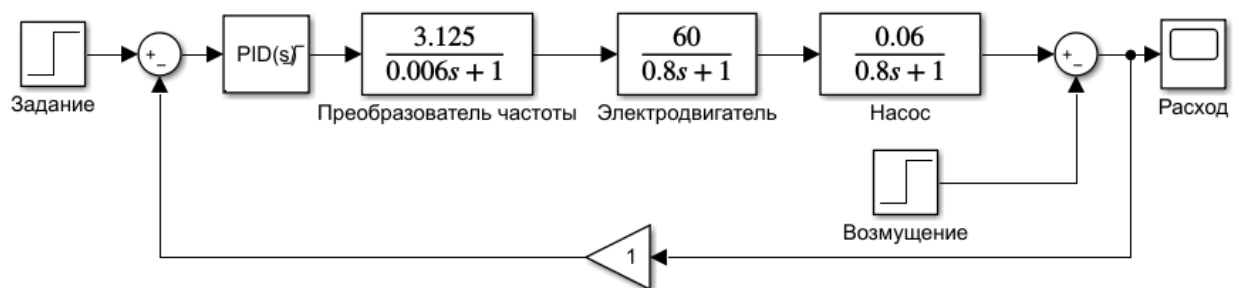 Задание
+
−
PID(s)
3.125
0.006s + 1
Преобразователь частоты
60
0.8s + 1
Электродвигатель
0.06
0.8s + 1
Насос
+
−
Расход
Возмущение
1